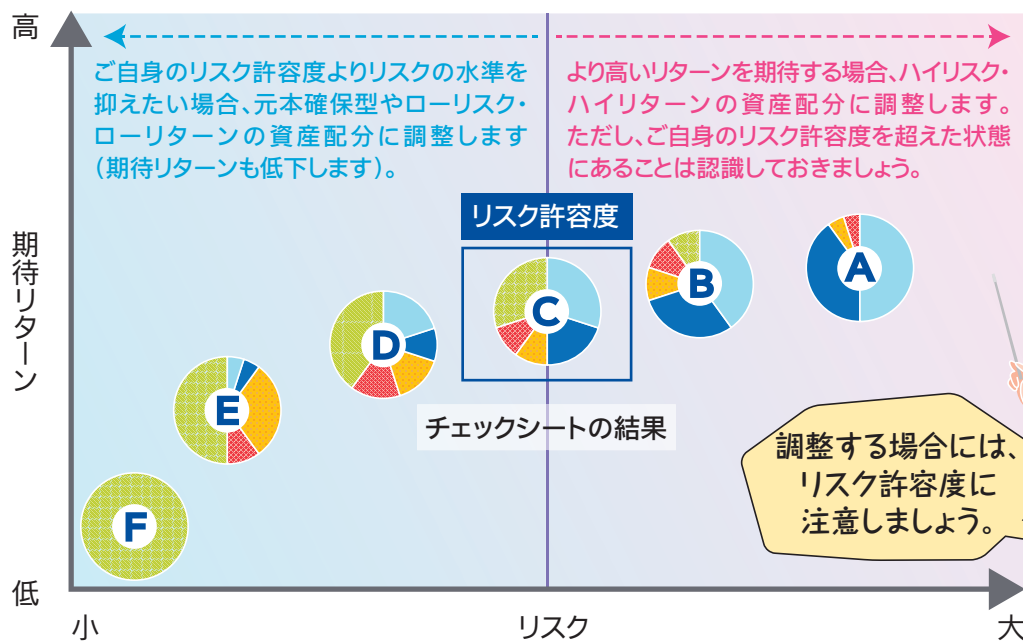 高
ご自身のリスク許容度よりリスクの水準を
抑えたい場合、元本確保型やローリスク・
ローリターンの資産配分に調整します
（期待リターンも低下します）。
より高いリターンを期待する場合、ハイリスク・
ハイリターンの資産配分に調整します。
ただし、ご自身のリスク許容度を超えた状態
にあることは認識しておきましょう。
期待リターン
リスク許容度
A
B
C
D
E
F
チェックシートの結果
調整する場合には、
リスク許容度に
注意しましょう。
低
小
リスク
大